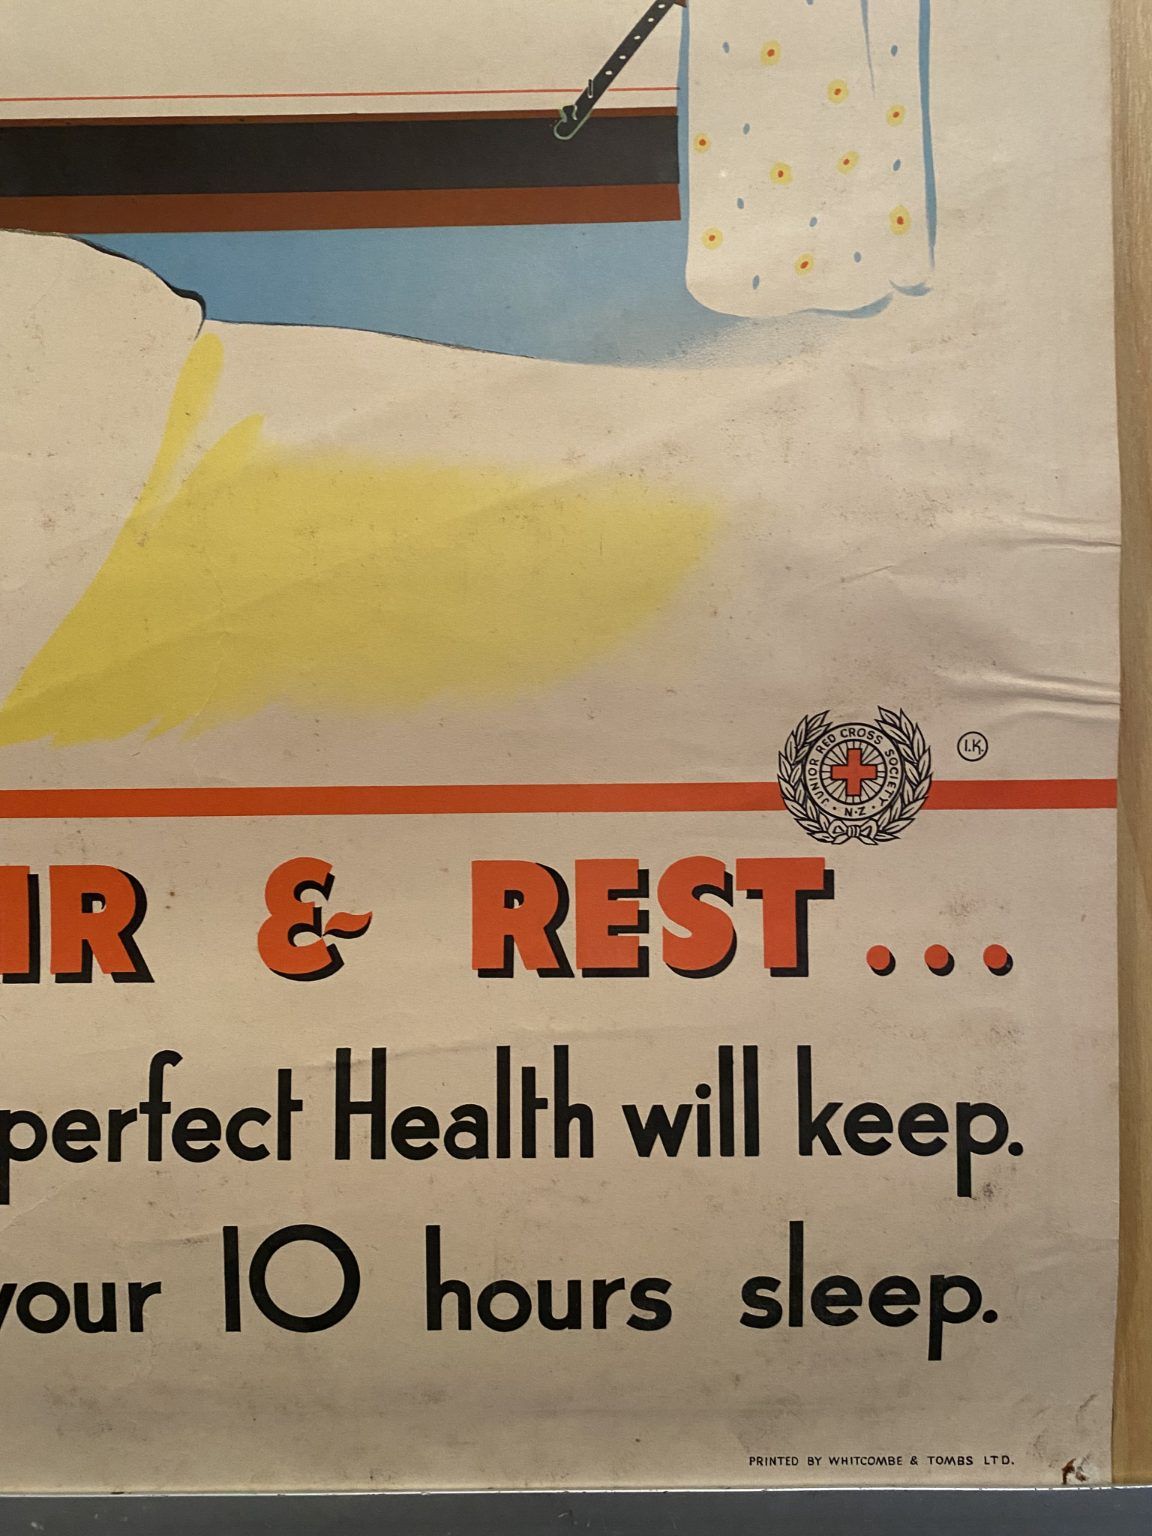 JUNIOR RED CROSS SOCIETY
· N·Z ·
I.K.
IR & REST...
perfect Health will keep.
your 10 hours sleep.
PRINTED BY WHITCOMBE & TOMBS LTD.